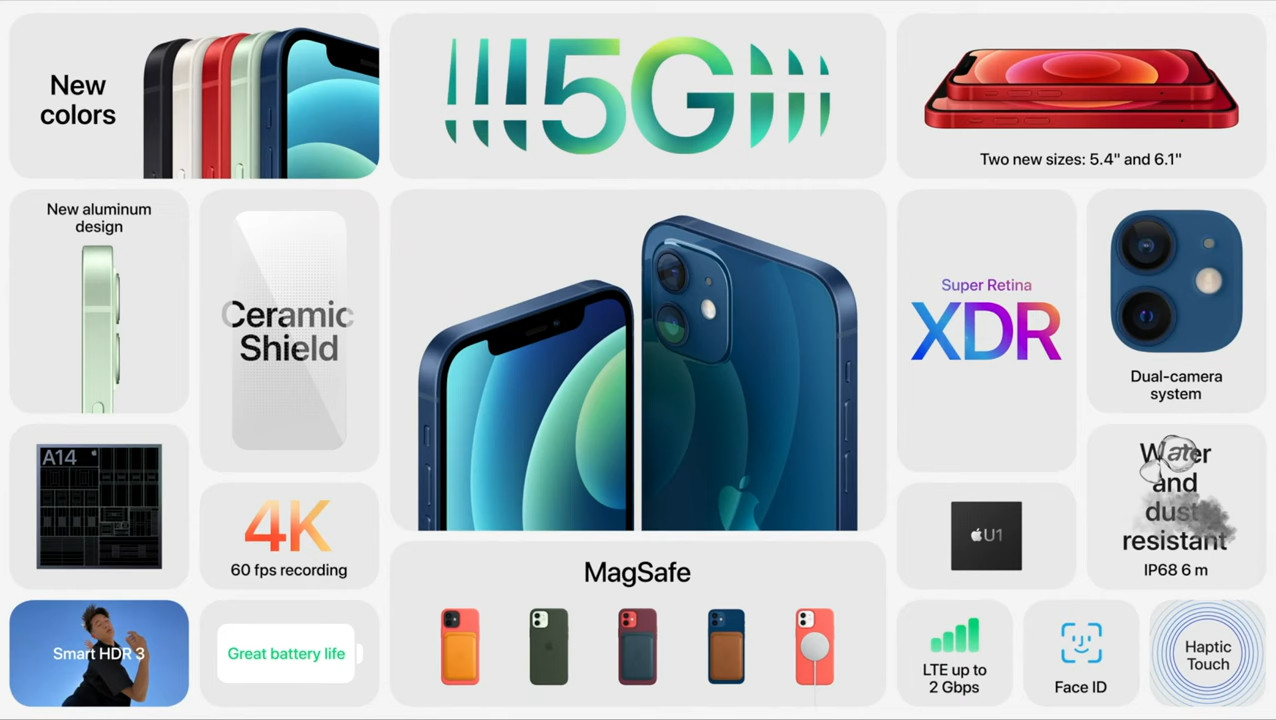 New
colors
5G
Two new sizes: 5.4" and 6.1"
New aluminum
design
Ceramic
Shield
Super Retina
XDR
Dual-camera
system
A14
4K
60 fps recording
MagSafe
U1
Water
and
dust
resistant
IP68 6 m
Smart HDR 3
Great battery life
LTE up to
2 Gbps
Face ID
Haptic
Touch